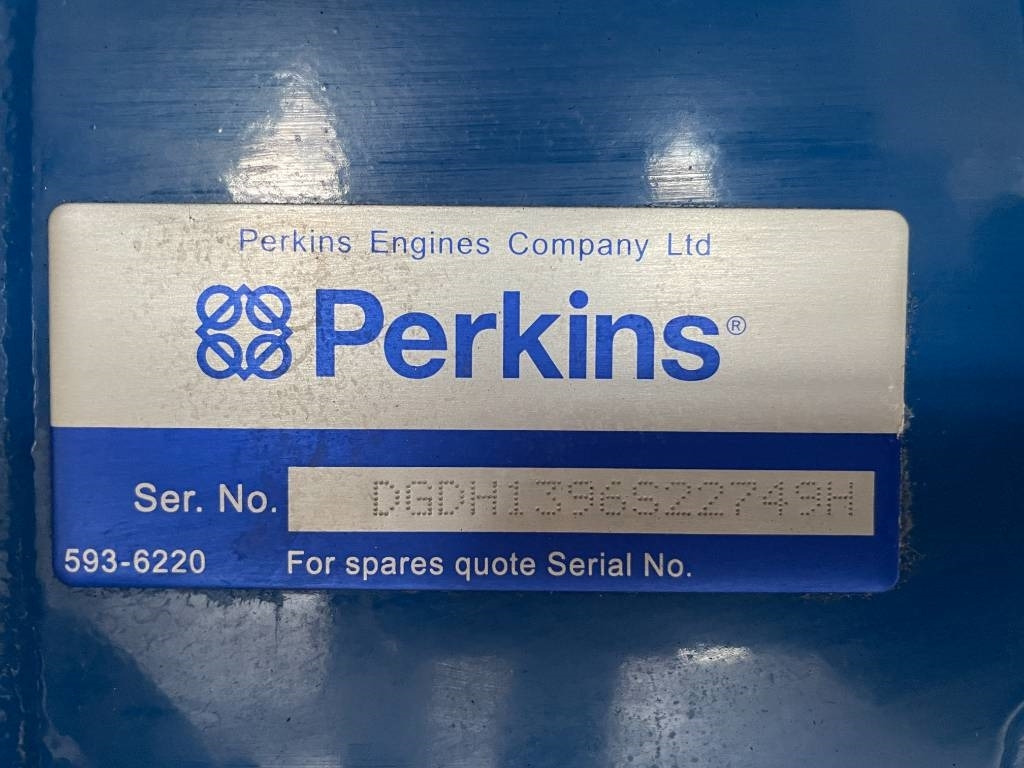 Perkins Engines Company Ltd
Perkins®
Ser. No. DGDH1396S22749H
593-6220 For spares quote Serial No.